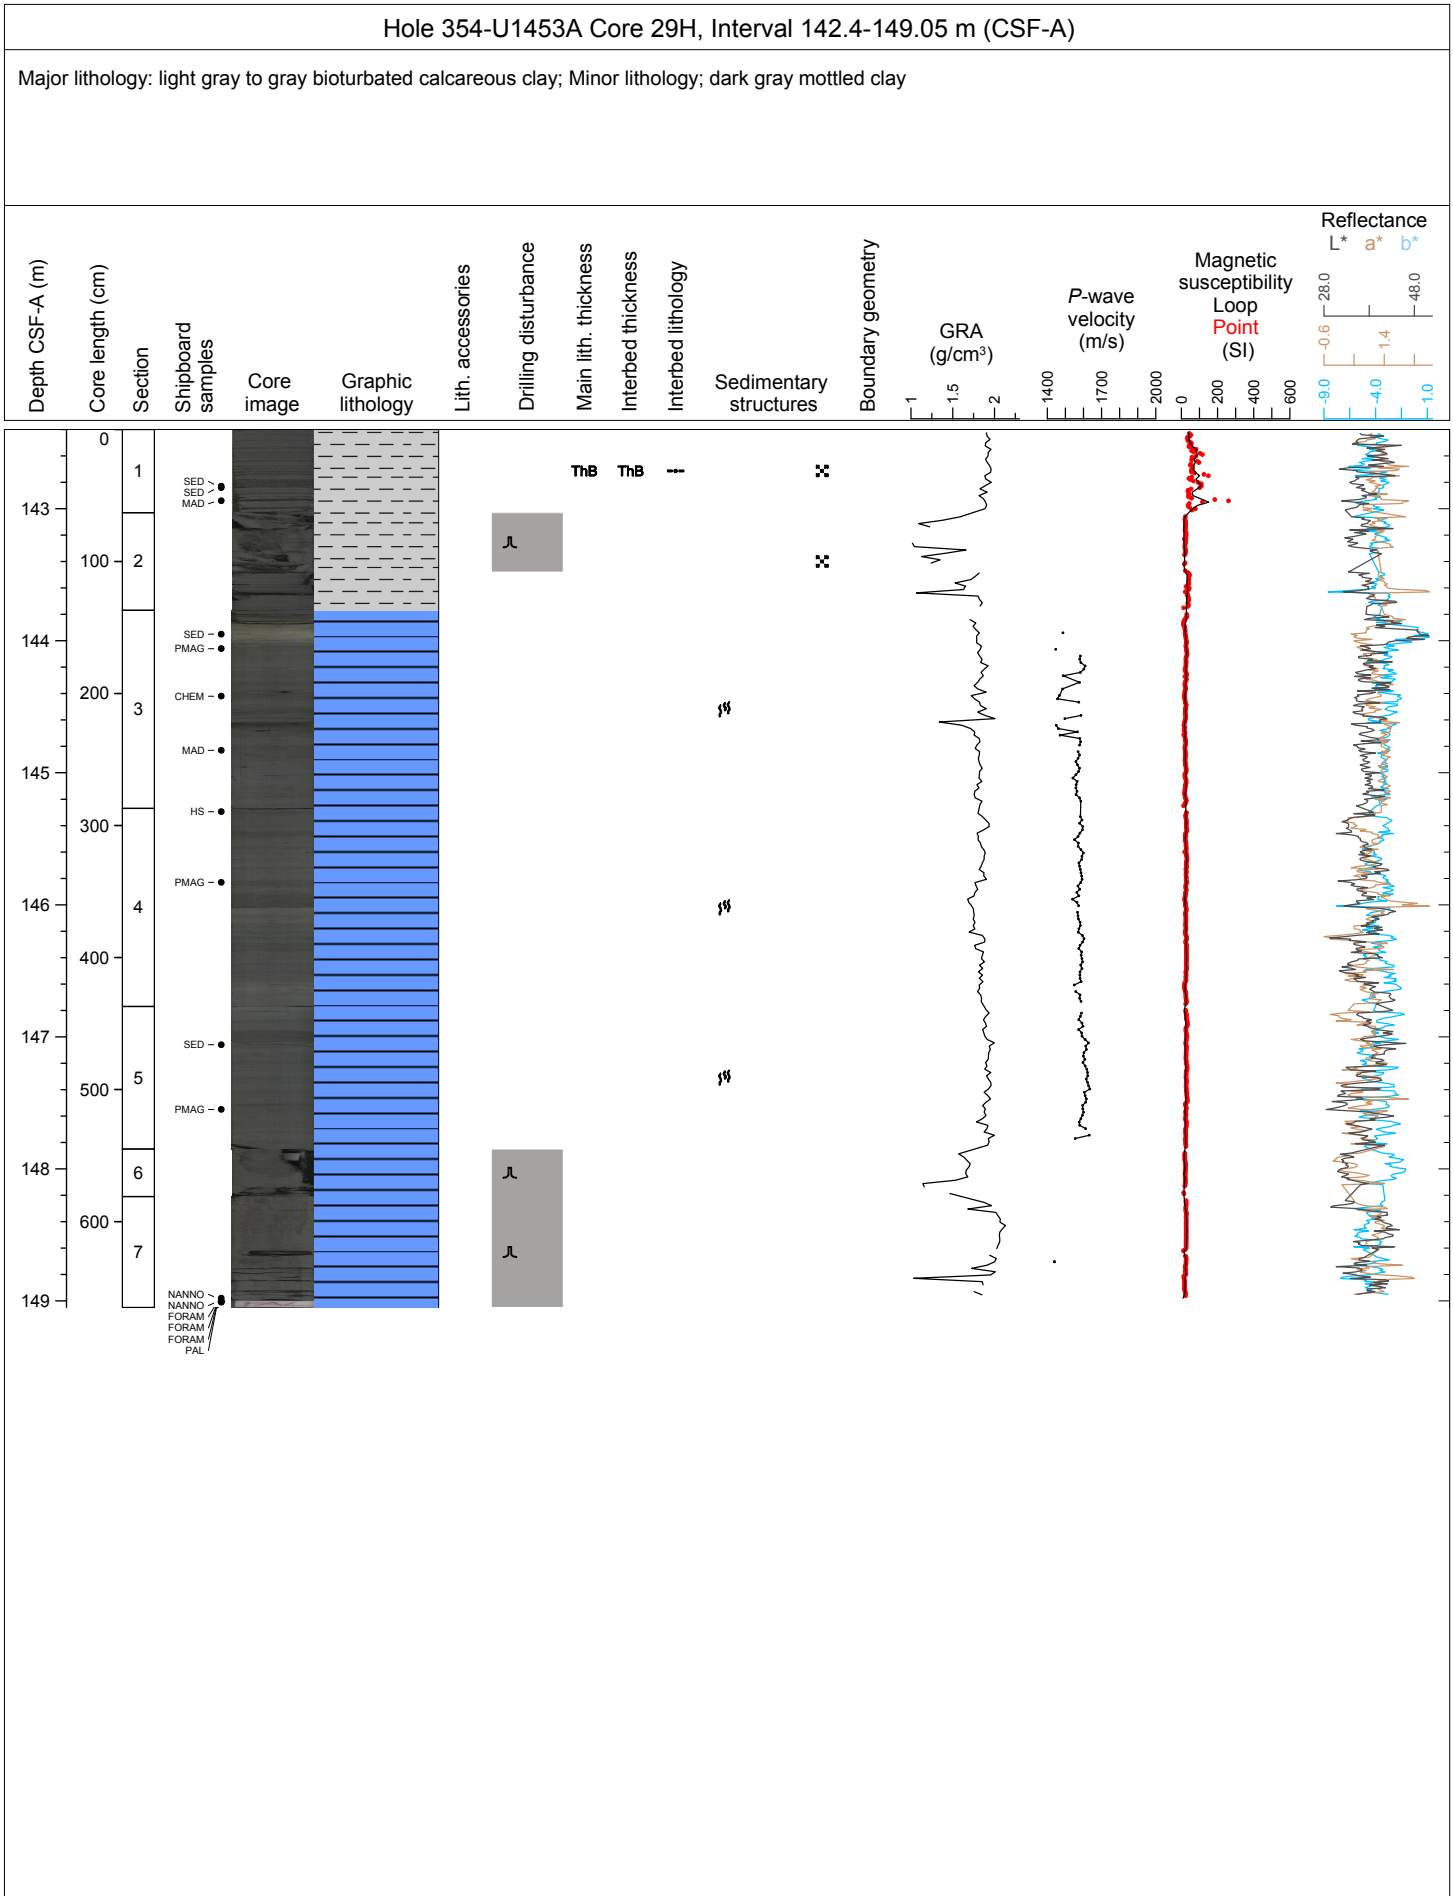 Hole 354-U1453A Core 29H, Interval 142.4-149.05 m (CSF-A)
Major lithology: light gray to gray bioturbated calcareous clay; Minor lithology; dark gray mottled clay
Depth CSF-A (m)
Core length (cm)
Section
Shipboard
samples
Core
image
Graphic
lithology
Lith. accessories
Drilling disturbance
Main lith. thickness
Interbed thickness
Interbed lithology
Sedimentary
structures
Boundary geometry
GRA
(g/cm³)
1 1.5 2
P-wave
velocity
(m/s)
1400 1700 2000
Magnetic
susceptibility
Loop
Point
(SI)
0 200 400 600
Reflectance
L* a* b*
28.0 48.0
-0.6 1.4
-9.0 -4.0 1.0
0
1
ThB ThB
SED
SED
MAD
143
100
2
144
SED
PMAG
200
CHEM
3
MAD
145
HS
300
PMAG
146
4
400
147
SED
5
500
PMAG
148
6
600
7
149
NANNO
NANNO
FORAM
FORAM
FORAM
PAL